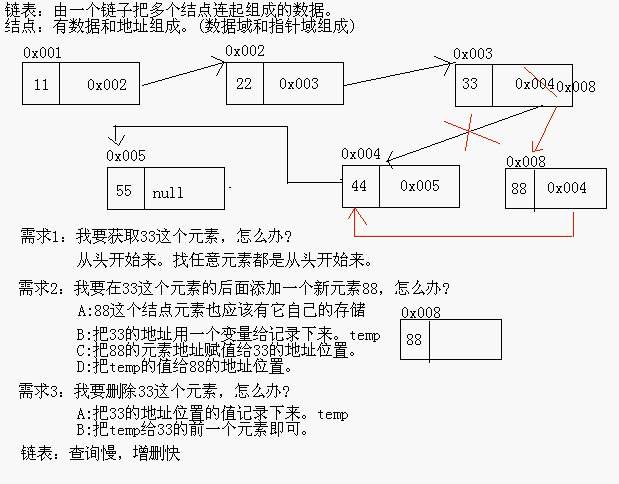 链表：由一个链子把多个结点连起组成的数据。
结点：有数据和地址组成。(数据域和指针域组成)
0x001
0x002
0x003
11 0x002
22 0x003
33 0x004 0x008
0x005
0x004
0x008
55 null
44 0x005
88 0x004
需求1：我要获取33这个元素，怎么办？
从头开始来。找任意元素都是从头开始来。
需求2：我要在33这个元素的后面添加一个新元素88，怎么办？
A:88这个结点元素也应该有它自己的存储
0x008
88
B:把33的地址用一个变量给记录下来。temp
C:把88的元素地址赋值给33的地址位置。
D:把temp的值给88的地址位置。
需求3：我要删除33这个元素，怎么办？
A:把33的地址位置的值记录下来。temp
B:把temp给33的前一个元素即可。
链表：查询慢，增删快